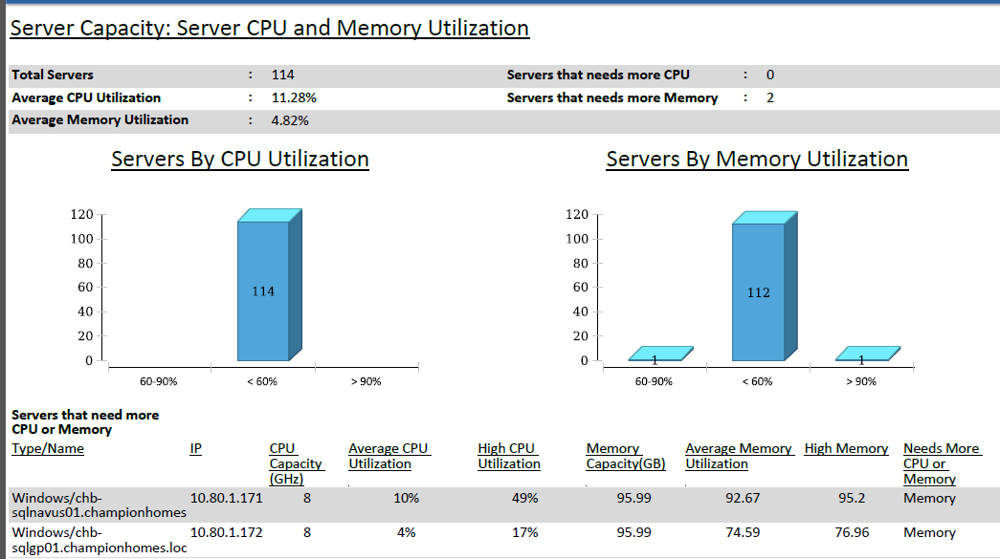 Server Capacity: Server CPU and Memory Utilization
Total Servers : 114 Servers that needs more CPU : 0
Average CPU Utilization : 11.28% Servers that needs more Memory : 2
Average Memory Utilization : 4.82%
Servers By CPU Utilization
120
100
80
60
40
20
0
114
60-90% < 60% > 90%
Servers By Memory Utilization
120
100
80
60
40
20
0
1 112 1
60-90% < 60% > 90%
Servers that need more
CPU or Memory
Type/Name IP CPU Average CPU High CPU Memory Average Memory High Memory Needs More
Capacity Utilization Utilization Capacity(GB) Utilization CPU or
(GHz) Memory
Windows/chb- 10.80.1.171 8 10% 49% 95.99 92.67 95.2 Memory
sqlnavus01.championhomes
Windows/chb- 10.80.1.172 8 4% 17% 95.99 74.59 76.96 Memory
sqlgp01.championhomes.loc